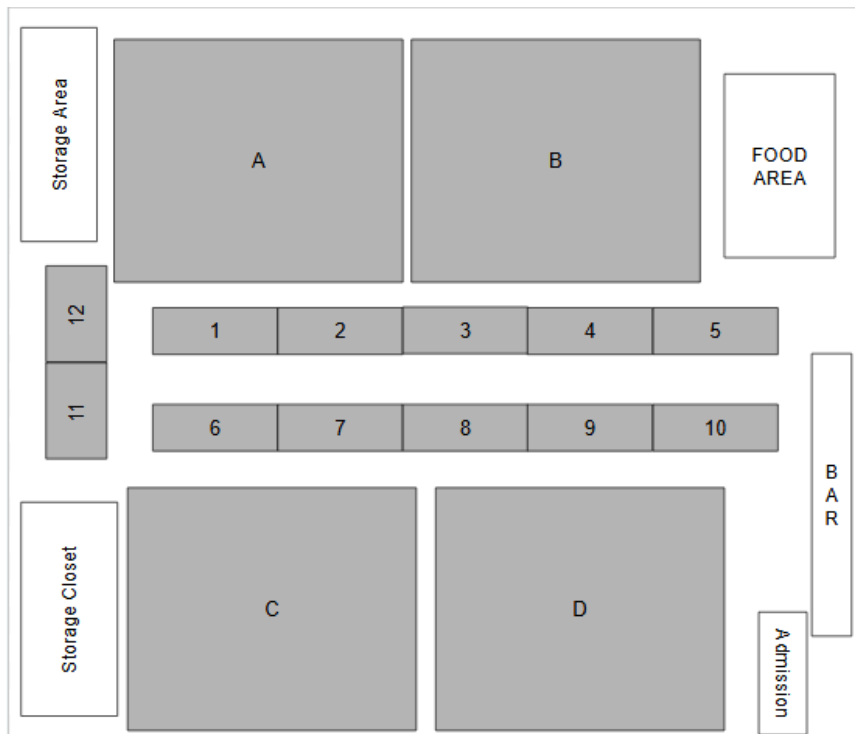 Storage Area
A
B
FOOD
AREA
12
1
2
3
4
5
11
6
7
8
9
10
B
A
R
Storage Closet
C
D
Admission